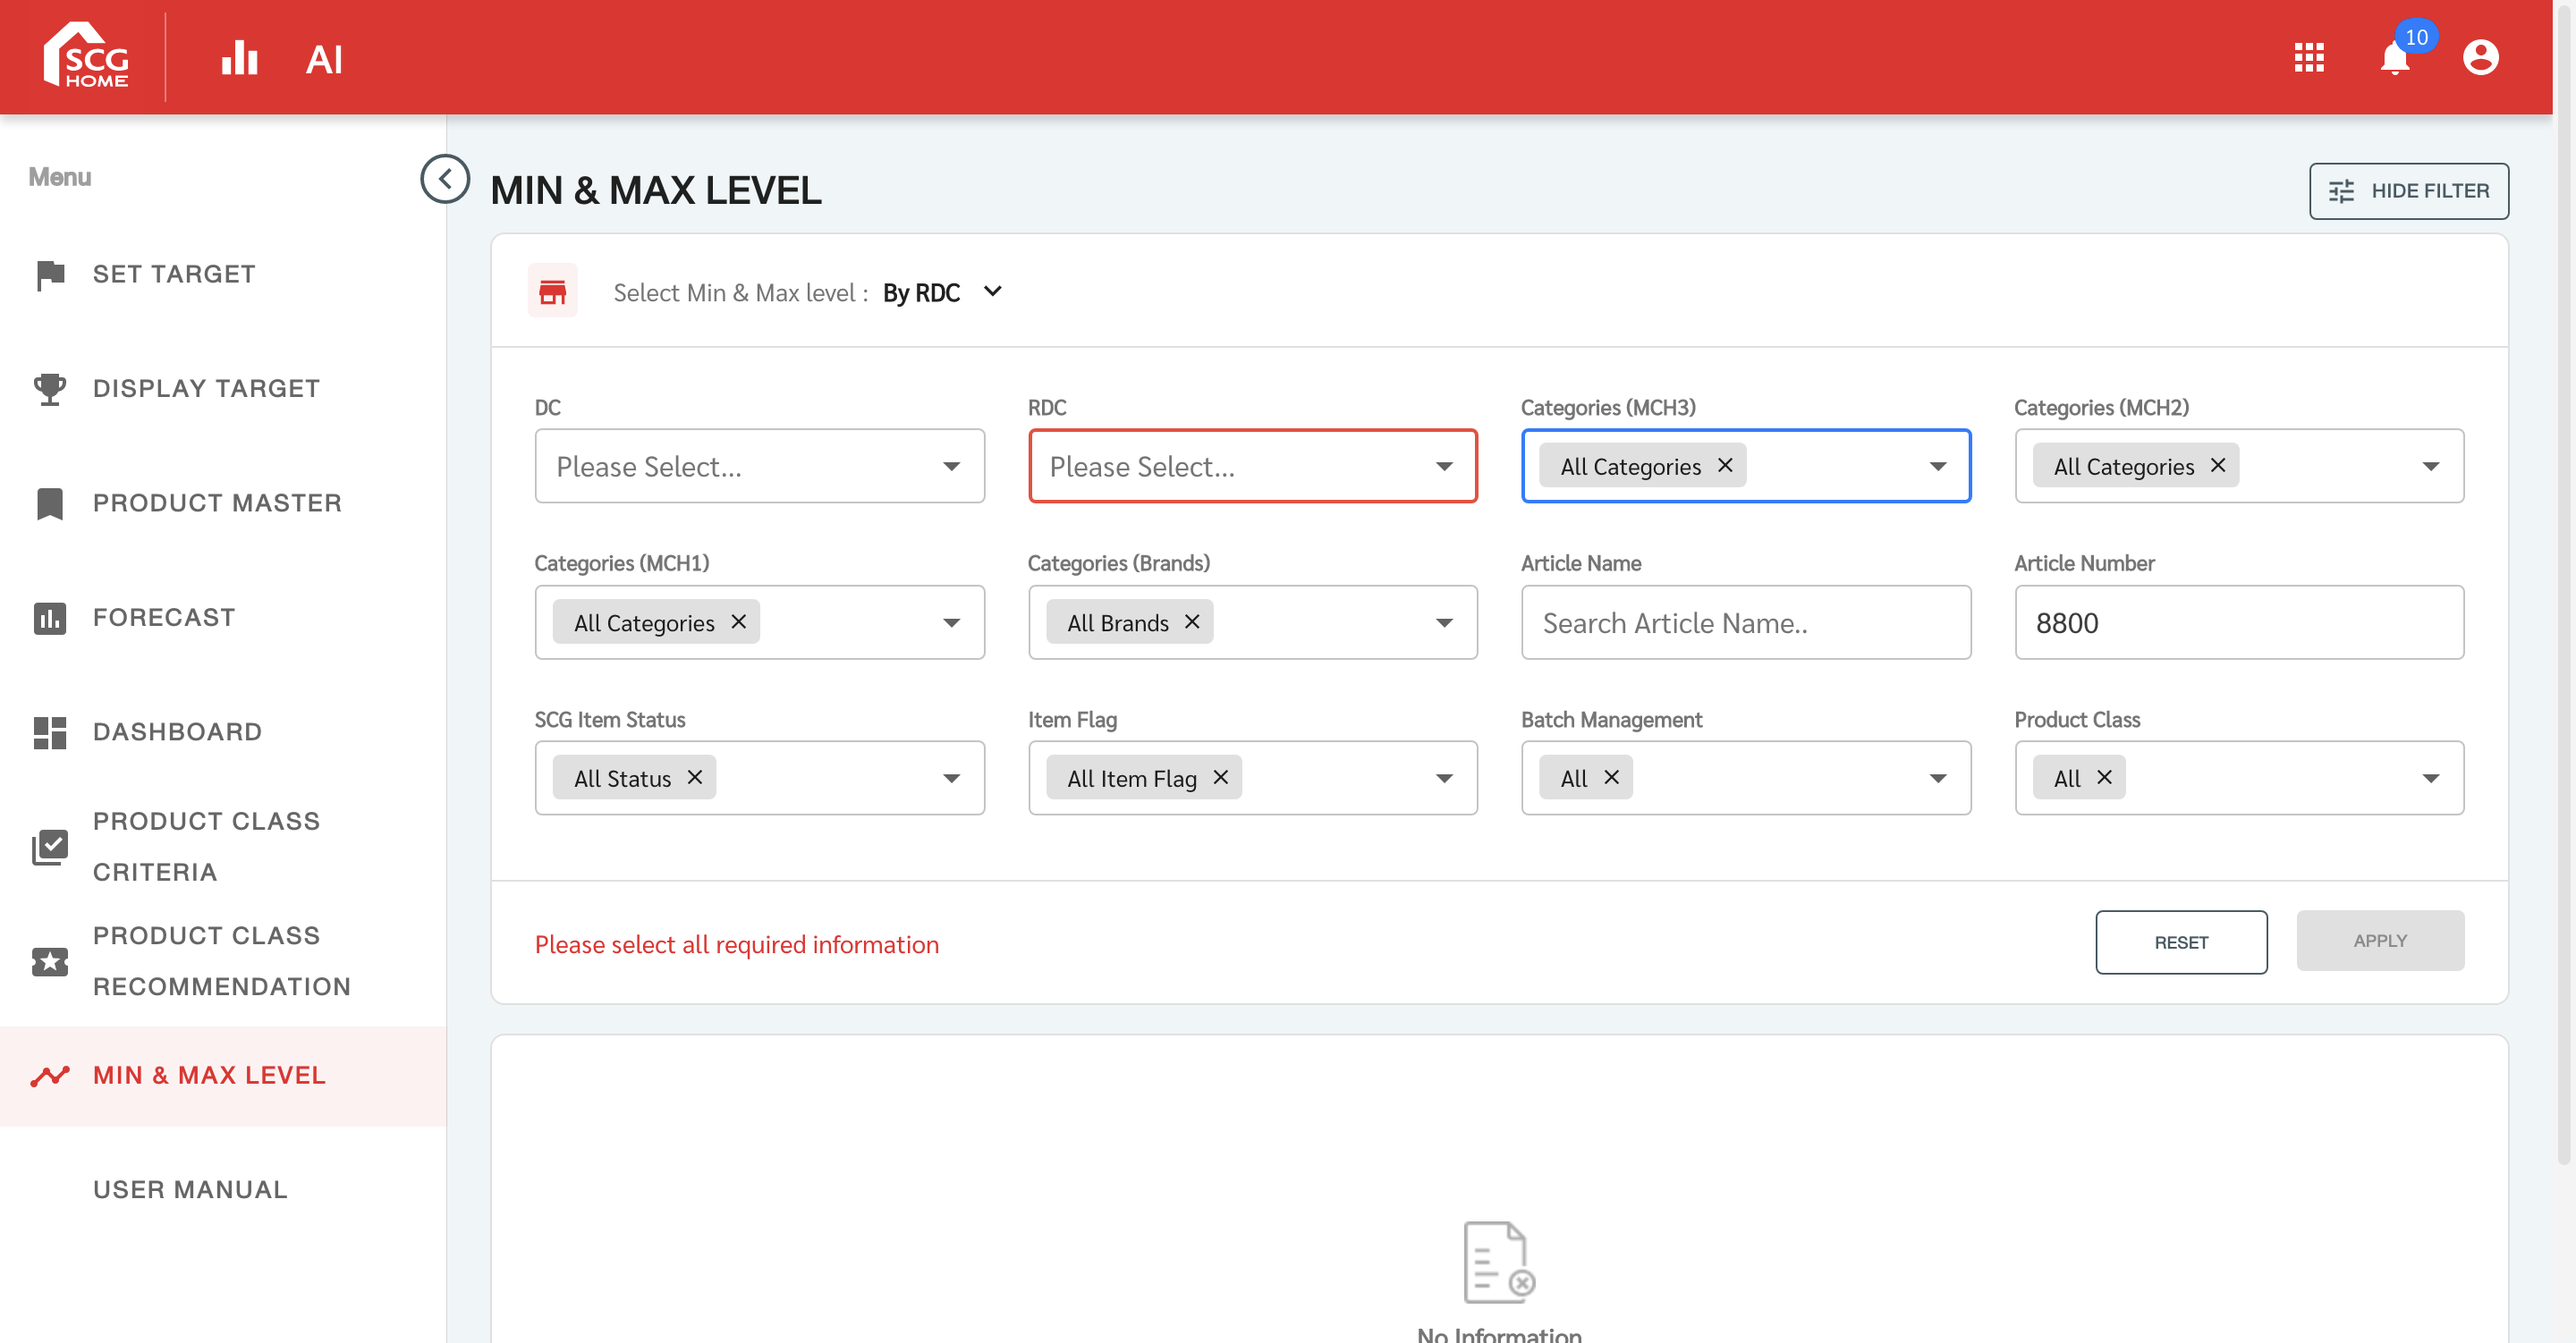 SCG
HOME
AI
10
Menu
SET TARGET
DISPLAY TARGET
PRODUCT MASTER
FORECAST
DASHBOARD
PRODUCT CLASS
CRITERIA
PRODUCT CLASS
RECOMMENDATION
MIN & MAX LEVEL
USER MANUAL
MIN & MAX LEVEL
HIDE FILTER
Select Min & Max level : By RDC
DC
RDC
Categories (MCH3)
Categories (MCH2)
Please Select...
Please Select...
All Categories
All Categories
Categories (MCH1)
Categories (Brands)
Article Name
Article Number
All Categories
All Brands
Search Article Name..
8800
SCG Item Status
Item Flag
Batch Management
Product Class
All Status
All Item Flag
All
All
Please select all required information
RESET
APPLY
No Information